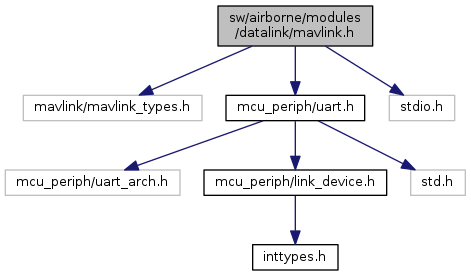 sw/airborne/modules
/datalink/mavlink.h
mavlink/mavlink_types.h
mcu_periph/uart.h
stdio.h
mcu_periph/uart_arch.h
mcu_periph/link_device.h
std.h
inttypes.h